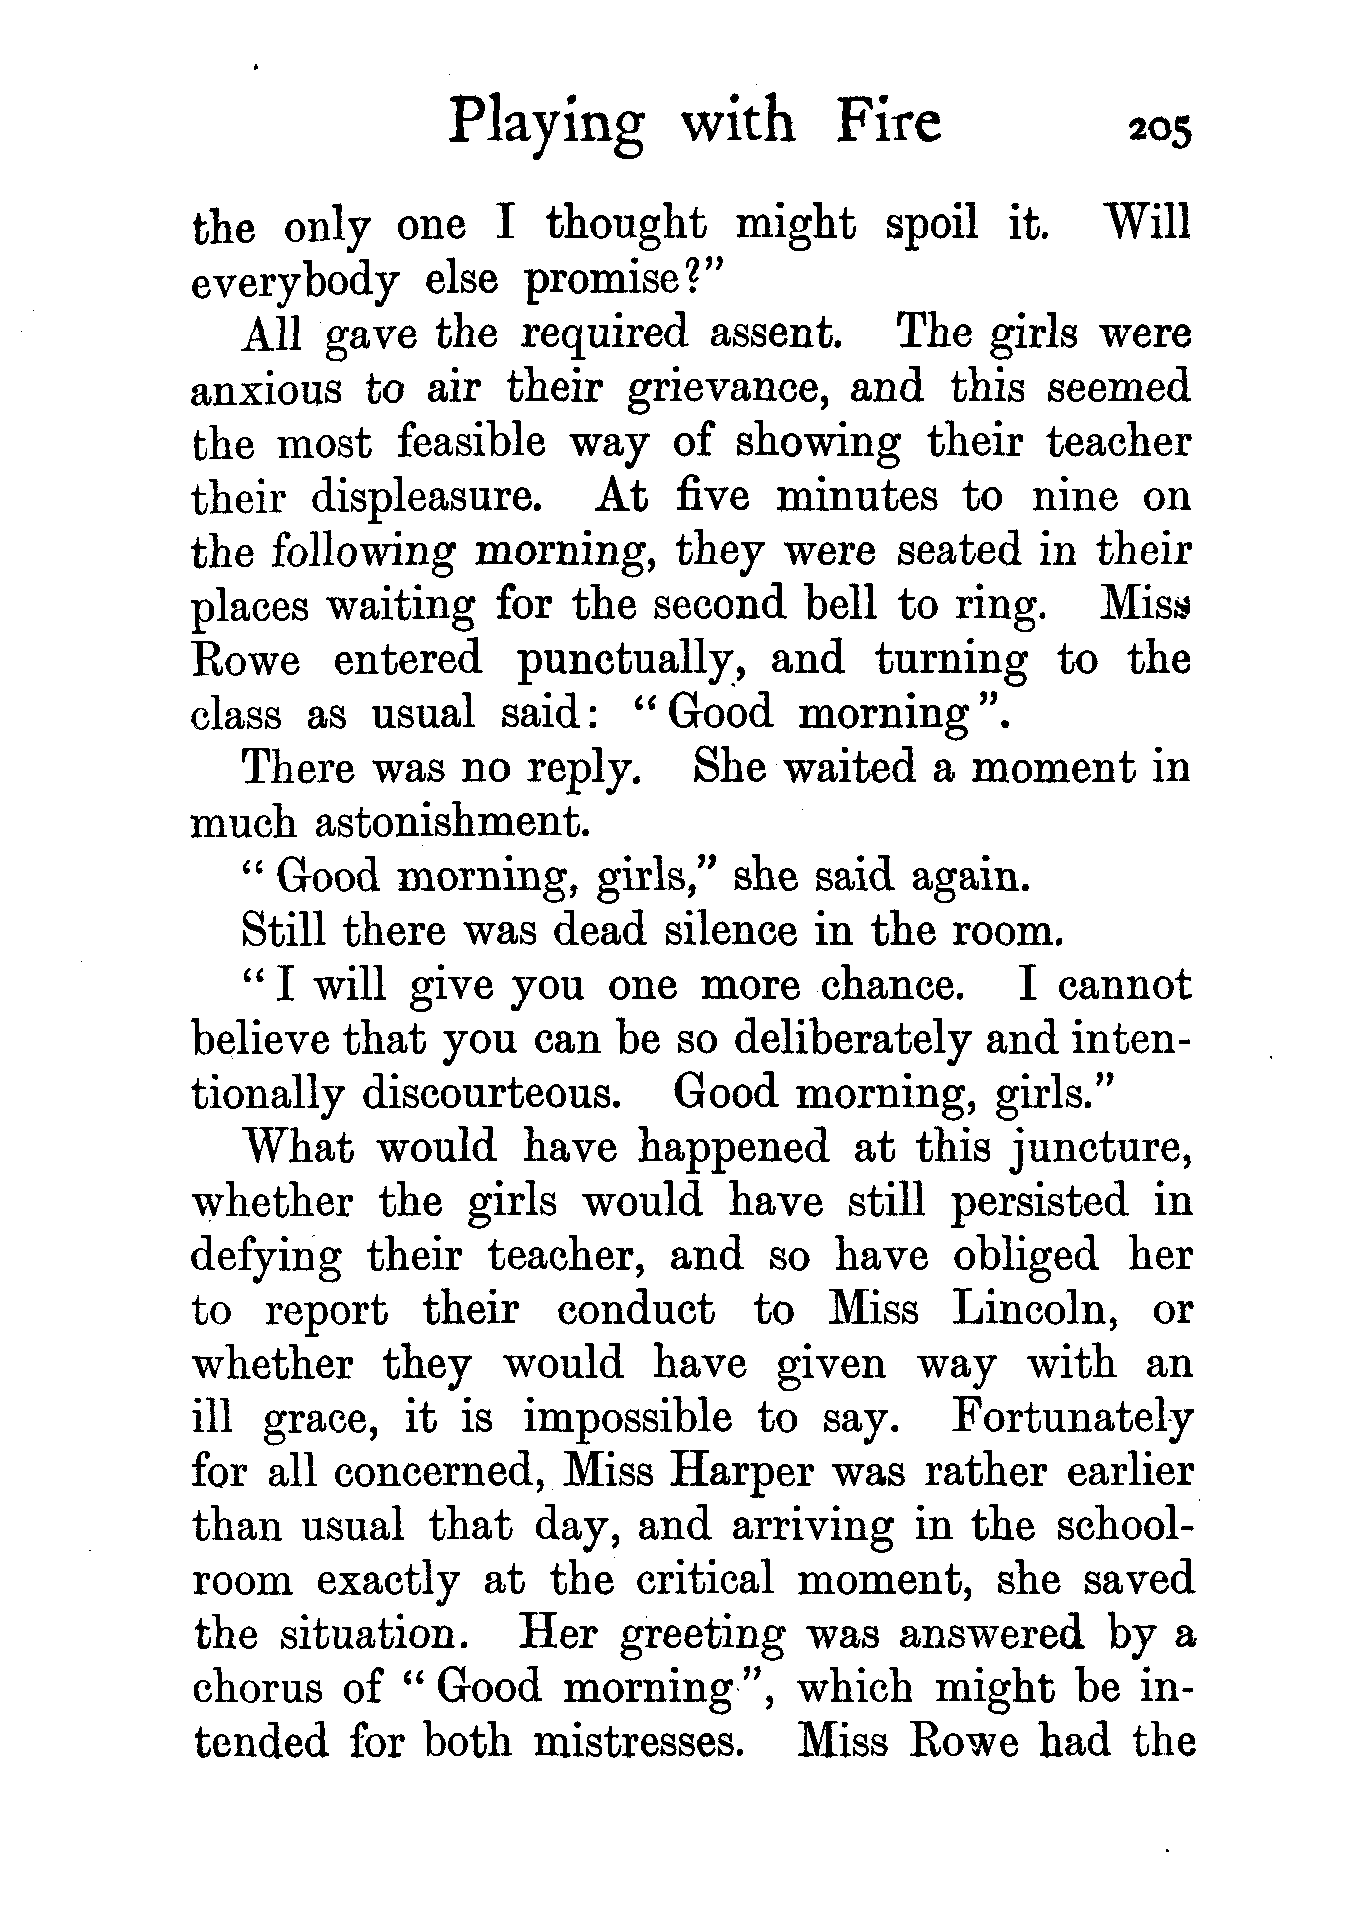 Playing with Fire 205
the only one I thought might spoil it. Will
everybody else promise?"
All gave the required assent. The girls were
anxious to air their grievance, and this seemed
the most feasible way of showing their teacher
their displeasure. At five minutes to nine on
the following morning, they were seated in their
places waiting for the second bell to ring. Miss
Rowe entered punctually, and turning to the
class as usual said: "Good morning".
There was no reply. She waited a moment in
much astonishment.
"Good morning, girls," she said again.
Still there was dead silence in the room.
"I will give you one more chance. I cannot
believe that you can be so deliberately and inten-
tionally discourteous. Good morning, girls."
What would have happened at this juncture,
whether the girls would have still persisted in
defying their teacher, and so have obliged her
to report their conduct to Miss Lincoln, or
whether they would have given way with an
ill grace, it is impossible to say. Fortunately
for all concerned, Miss Harper was rather earlier
than usual that day, and arriving in the school-
room exactly at the critical moment, she saved
the situation. Her greeting was answered by a
chorus of "Good morning", which might be in-
tended for both mistresses. Miss Rowe had the